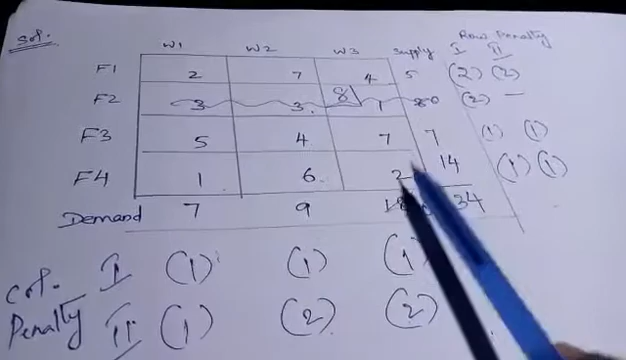 Sol.
W1 W2 W3 Supply Row Penalty
I II
F1 2 7 4 5 (2) (2)
F2 3 3 8 1 80 (2) —
F3 5 4 7 7 (1) (1)
F4 1 6 2 14 (1) (1)
Demand 7 9 34
Col. Penalty
I (1) (1) (1)
II (1) (2) (2)